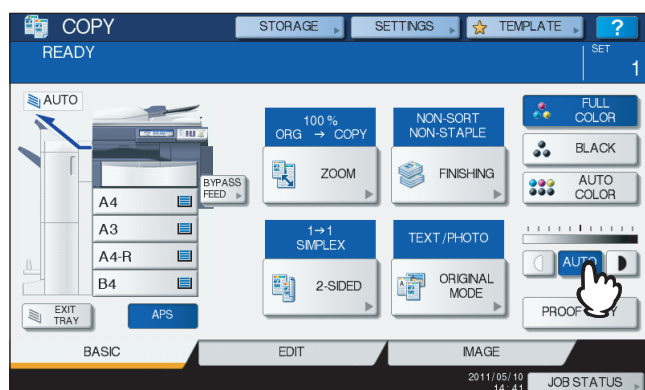 COPY
STORAGE
SETTINGS
TEMPLATE
?
READY
SET
1
AUTO
100 %
ORG → COPY
NON-SORT
NON-STAPLE
FULL
COLOR
ZOOM
FINISHING
BLACK
BYPASS
FEED
AUTO
COLOR
A4
A3
A4-R
B4
1→1
SIMPLEX
TEXT/PHOTO
2-SIDED
ORIGINAL
MODE
AUTO
EXIT
TRAY
APS
BASIC
EDIT
IMAGE
2011/05/10
14:41
JOB STATUS